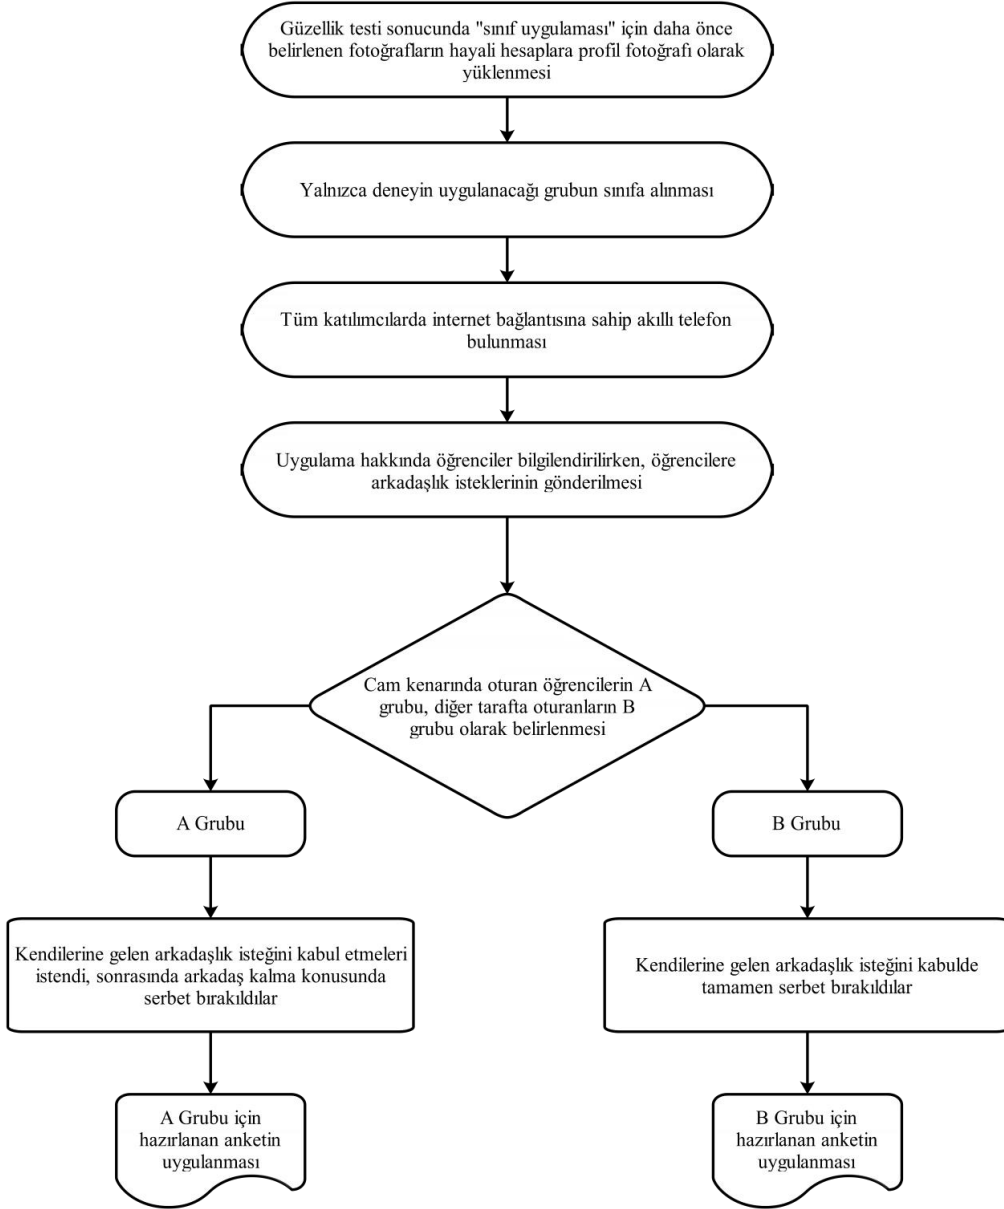 Güzellik testi sonucunda "sınıf uygulaması" için daha önce
belirlenen fotoğrafların hayali hesaplara profil fotoğrafı olarak
yüklenmesi
Yalnızca deneyin uygulanacağı grubun sınıfa alınması
Tüm katılımcılarda internet bağlantısına sahip akıllı telefon
bulunması
Uygulama hakkında öğrenciler bilgilendirilirken, öğrencilere
arkadaşlık isteklerinin gönderilmesi
Cam kenarında oturan öğrencilerin A
grubu, diğer tarafta oturanların B
grubu olarak belirlenmesi
A Grubu
Kendilerine gelen arkadaşlık isteğini kabul etmeleri
istendi, sonrasında arkadaş kalma konusunda
serbet bırakıldılar
A Grubu için
hazırlanan anketin
uygulanması
B Grubu
Kendilerine gelen arkadaşlık isteğini kabulde
tamamen serbet bırakıldılar
B Grubu için
hazırlanan anketin
uygulanması